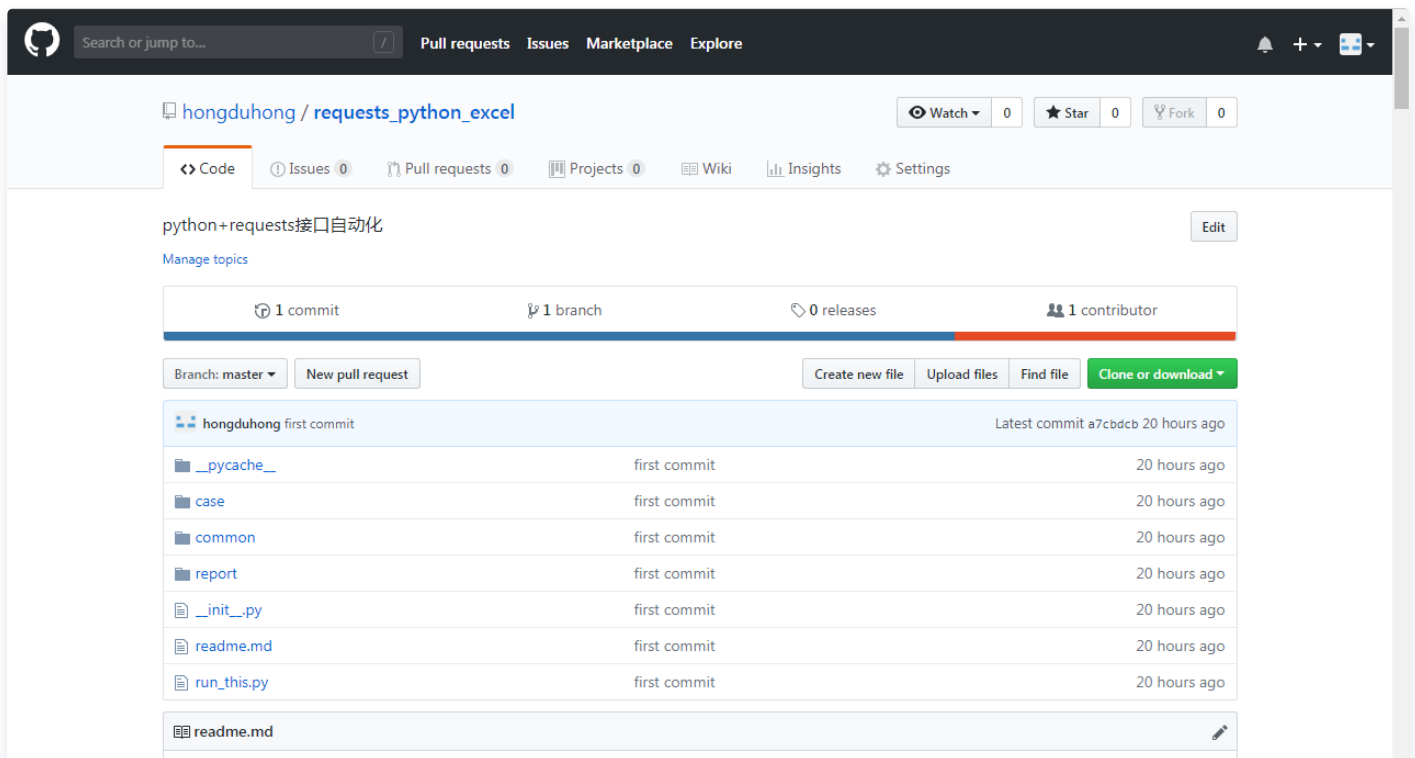 Search or jump to... / Pull requests Issues Marketplace Explore
hongduhong / requests_python_excel Watch 0 Star 0 Fork 0
Code Issues 0 Pull requests 0 Projects 0 Wiki Insights Settings
python+requests接口自动化 Edit
Manage topics
1 commit 1 branch 0 releases 1 contributor
Branch: master New pull request Create new file Upload files Find file Clone or download
hongduhong first commit Latest commit a7cbdcb 20 hours ago
__pycache__ first commit 20 hours ago
case first commit 20 hours ago
common first commit 20 hours ago
report first commit 20 hours ago
__init__.py first commit 20 hours ago
readme.md first commit 20 hours ago
run_this.py first commit 20 hours ago
readme.md